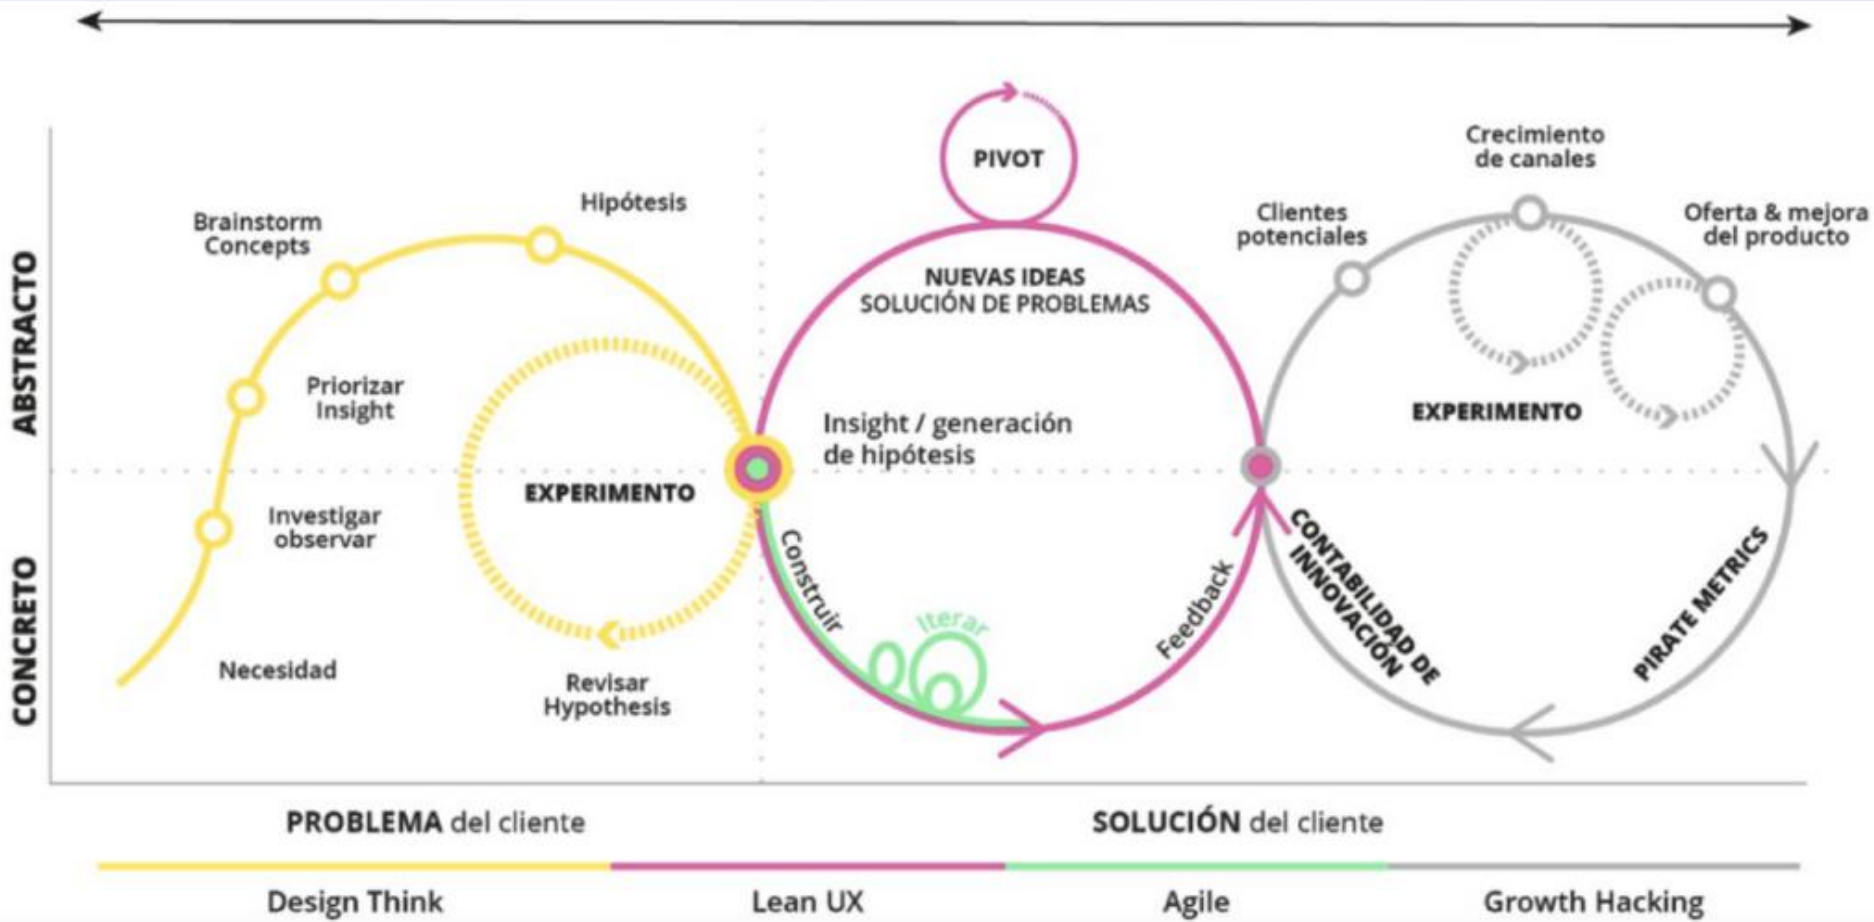 PIVOT
Crecimiento
de canales
Hipótesis
Brainstorm
Concepts
Clientes
potenciales
Oferta & mejora
del producto
NUEVAS IDEAS
SOLUCIÓN DE PROBLEMAS
ABSTRACTO
Priorizar
Insight
EXPERIMENTO
Insight / generación
de hipótesis
EXPERIMENTO
Investigar
observar
Construir
Iterar
Feedback
CONTABILIDAD DE
INNOVACIÓN
PIRATE METRICS
CONCRETO
Necesidad
Revisar
Hypothesis
PROBLEMA del cliente
SOLUCIÓN del cliente
Design Think
Lean UX
Agile
Growth Hacking